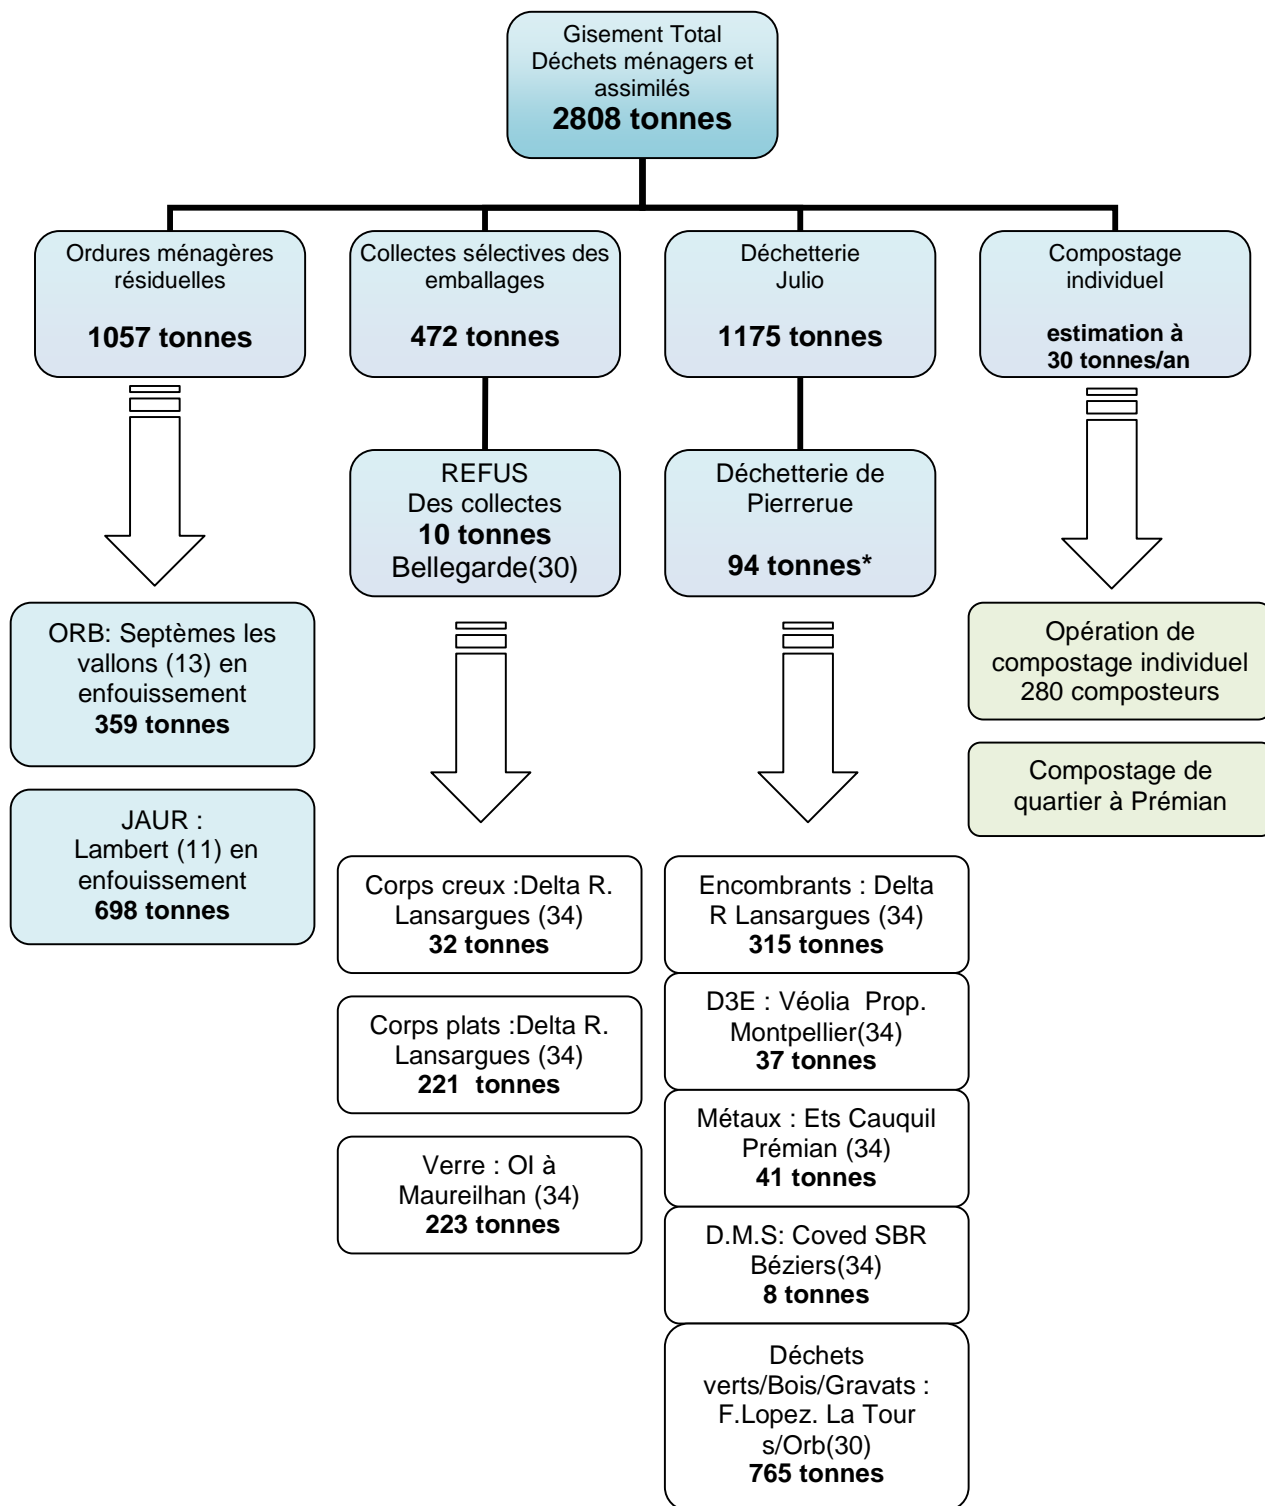 Gisement Total
Déchets ménagers et
assimilés
2808 tonnes
Ordures ménagères
résiduelles
1057 tonnes
Collectes sélectives des
emballages
472 tonnes
Déchetterie
Julio
1175 tonnes
Compostage
individuel
estimation à
30 tonnes/an
REFUS
Des collectes
10 tonnes
Bellegarde(30)
Déchetterie de
Pierrerue
94 tonnes*
ORB: Septèmes les
vallons (13) en
enfouissement
359 tonnes
JAUR :
Lambert (11) en
enfouissement
698 tonnes
Corps creux :Delta R.
Lansargues (34)
32 tonnes
Corps plats :Delta R.
Lansargues (34)
221 tonnes
Verre : OI à
Maureilhan (34)
223 tonnes
Encombrants : Delta
R Lansargues (34)
315 tonnes
D3E : Véolia Prop.
Montpellier(34)
37 tonnes
Métaux : Ets Cauquil
Prémian (34)
41 tonnes
D.M.S: Coved SBR
Béziers(34)
8 tonnes
Déchets
verts/Bois/Gravats :
F.Lopez. La Tour
s/Orb(30)
765 tonnes
Opération de
compostage individuel
280 composteurs
Compostage de
quartier à Prémian